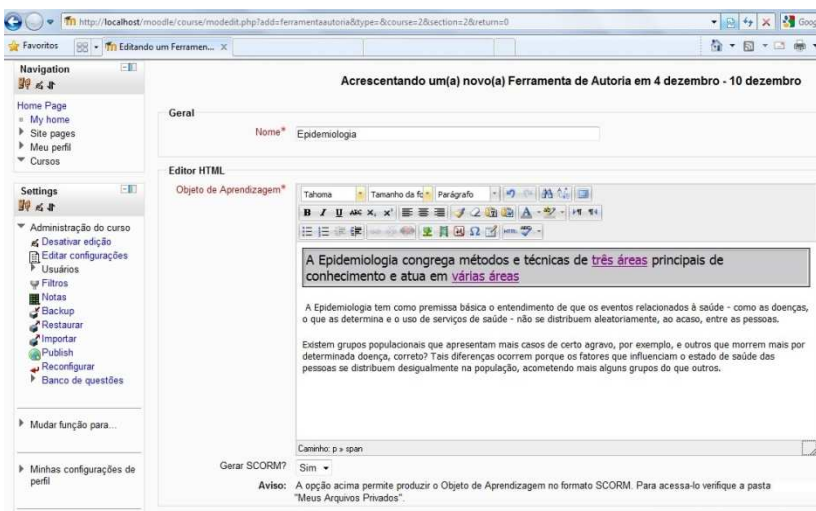 http://localhost/moodle/course/modedit.php?add=ferramentaautoria&type=&course=2&section=2&return=0
Goog
Favoritos
Editando um Ferramen...
Navigation
Home Page
My home
Site pages
Meu perfil
Cursos
Settings
Administração do curso
Desativar edição
Editar configurações
Usuários
Filtros
Notas
Backup
Restaurar
Importar
Publish
Reconfigurar
Banco de questões
Mudar função para...
Minhas configurações de
perfil
Acrescentando um(a) novo(a) Ferramenta de Autoria em 4 dezembro - 10 dezembro
Geral
Nome* Epidemiologia
Editor HTML
Objeto de Aprendizagem*
Tahoma Tamanho da fo Parágrafo
B I U ABC X, X²
HTML
A Epidemiologia congrega métodos e técnicas de três áreas principais de
conhecimento e atua em várias áreas
A Epidemiologia tem como premissa básica o entendimento de que os eventos relacionados à saúde - como as doenças,
o que as determina e o uso de serviços de saúde - não se distribuem aleatoriamente, ao acaso, entre as pessoas.
Existem grupos populacionais que apresentam mais casos de certo agravo, por exemplo, e outros que morrem mais por
determinada doença, correto? Tais diferenças ocorrem porque os fatores que influenciam o estado de saúde das
pessoas se distribuem desigualmente na população, acometendo mais alguns grupos do que outros.
Caminho: p » span
Gerar SCORM? Sim
Aviso: A opção acima permite produzir o Objeto de Aprendizagem no formato SCORM. Para acessa-lo verifique a pasta
"Meus Arquivos Privados".